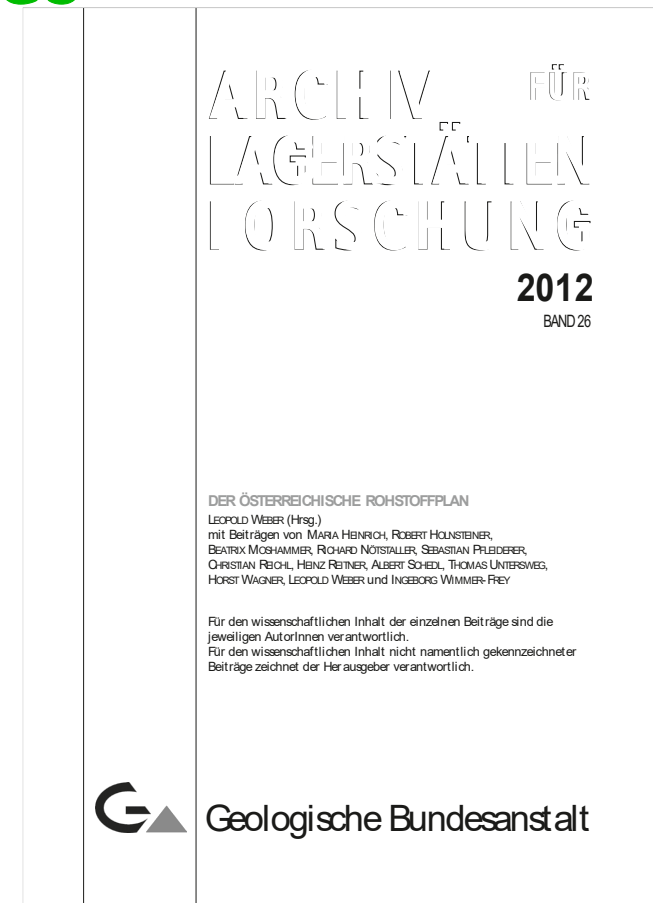 ARCHIV FÜR
LAGERSTÄTTEN
FORSCHUNG
2012
BAND 26
DER ÖSTERREICHISCHE ROHSTOFFPLAN
LEOPOLD WEBER (Hrsg.)
mit Beiträgen von MARIA HEINRICH, ROBERT HOLNSTEINER,
BEATRIX MOSHAMMER, RICHARD NÖTSTALLER, SEBASTIAN PFLEIDERER,
CHRISTIAN REICHL, HEINZ REITNER, ALBERT SCHEDL, THOMAS UNTERSWEG,
HORST WAGNER, LEOPOLD WEBER und INGEBORG WIMMER-FREY
Für den wissenschaftlichen Inhalt der einzelnen Beiträge sind die
jeweiligen AutorInnen verantwortlich.
Für den wissenschaftlichen Inhalt nicht namentlich gekennzeichneter
Beiträge zeichnet der Herausgeber verantwortlich.
Geologische Bundesanstalt